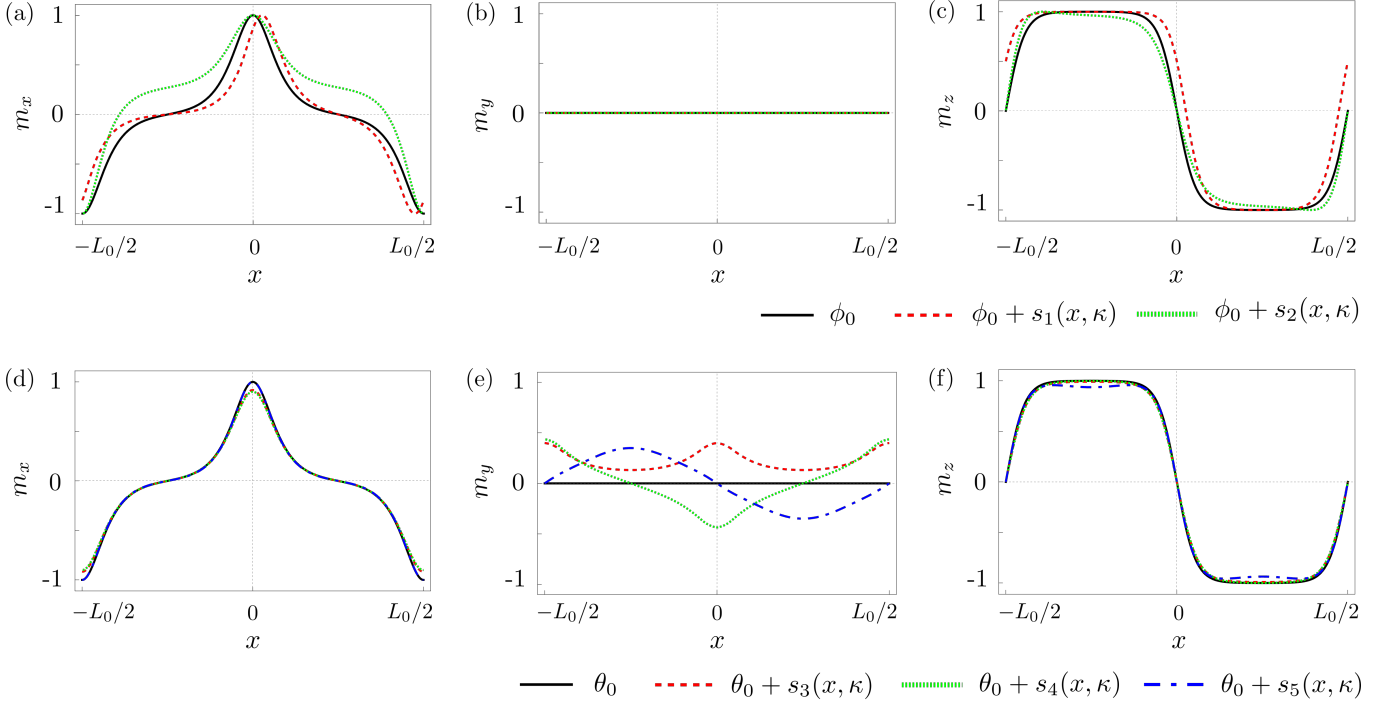 (a) (b) (c)
1 1 1
m_x 0 m_y 0 m_z 0
-1 -1 -1
−L_0/2 0 L_0/2 −L_0/2 0 L_0/2 −L_0/2 0 L_0/2
x x x
ϕ_0 ϕ_0 + s_1(x, κ) ϕ_0 + s_2(x, κ)
(d) (e) (f)
1 1 1
m_x 0 m_y 0 m_z 0
-1 -1 -1
−L_0/2 0 L_0/2 −L_0/2 0 L_0/2 −L_0/2 0 L_0/2
x x x
θ_0 θ_0 + s_3(x, κ) θ_0 + s_4(x, κ) θ_0 + s_5(x, κ)